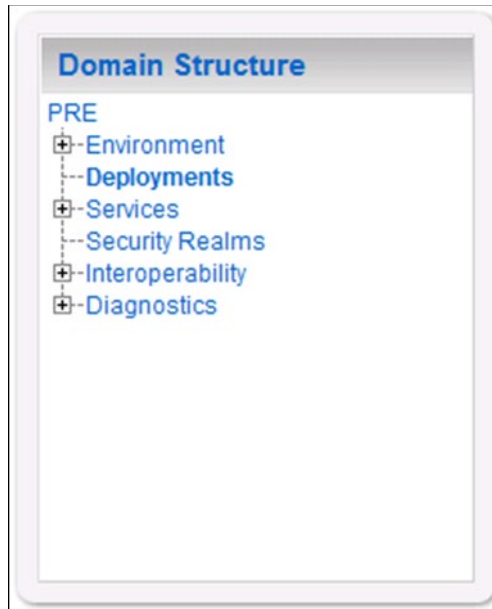 Domain Structure
PRE
Environment
Deployments
Services
Security Realms
Interoperability
Diagnostics